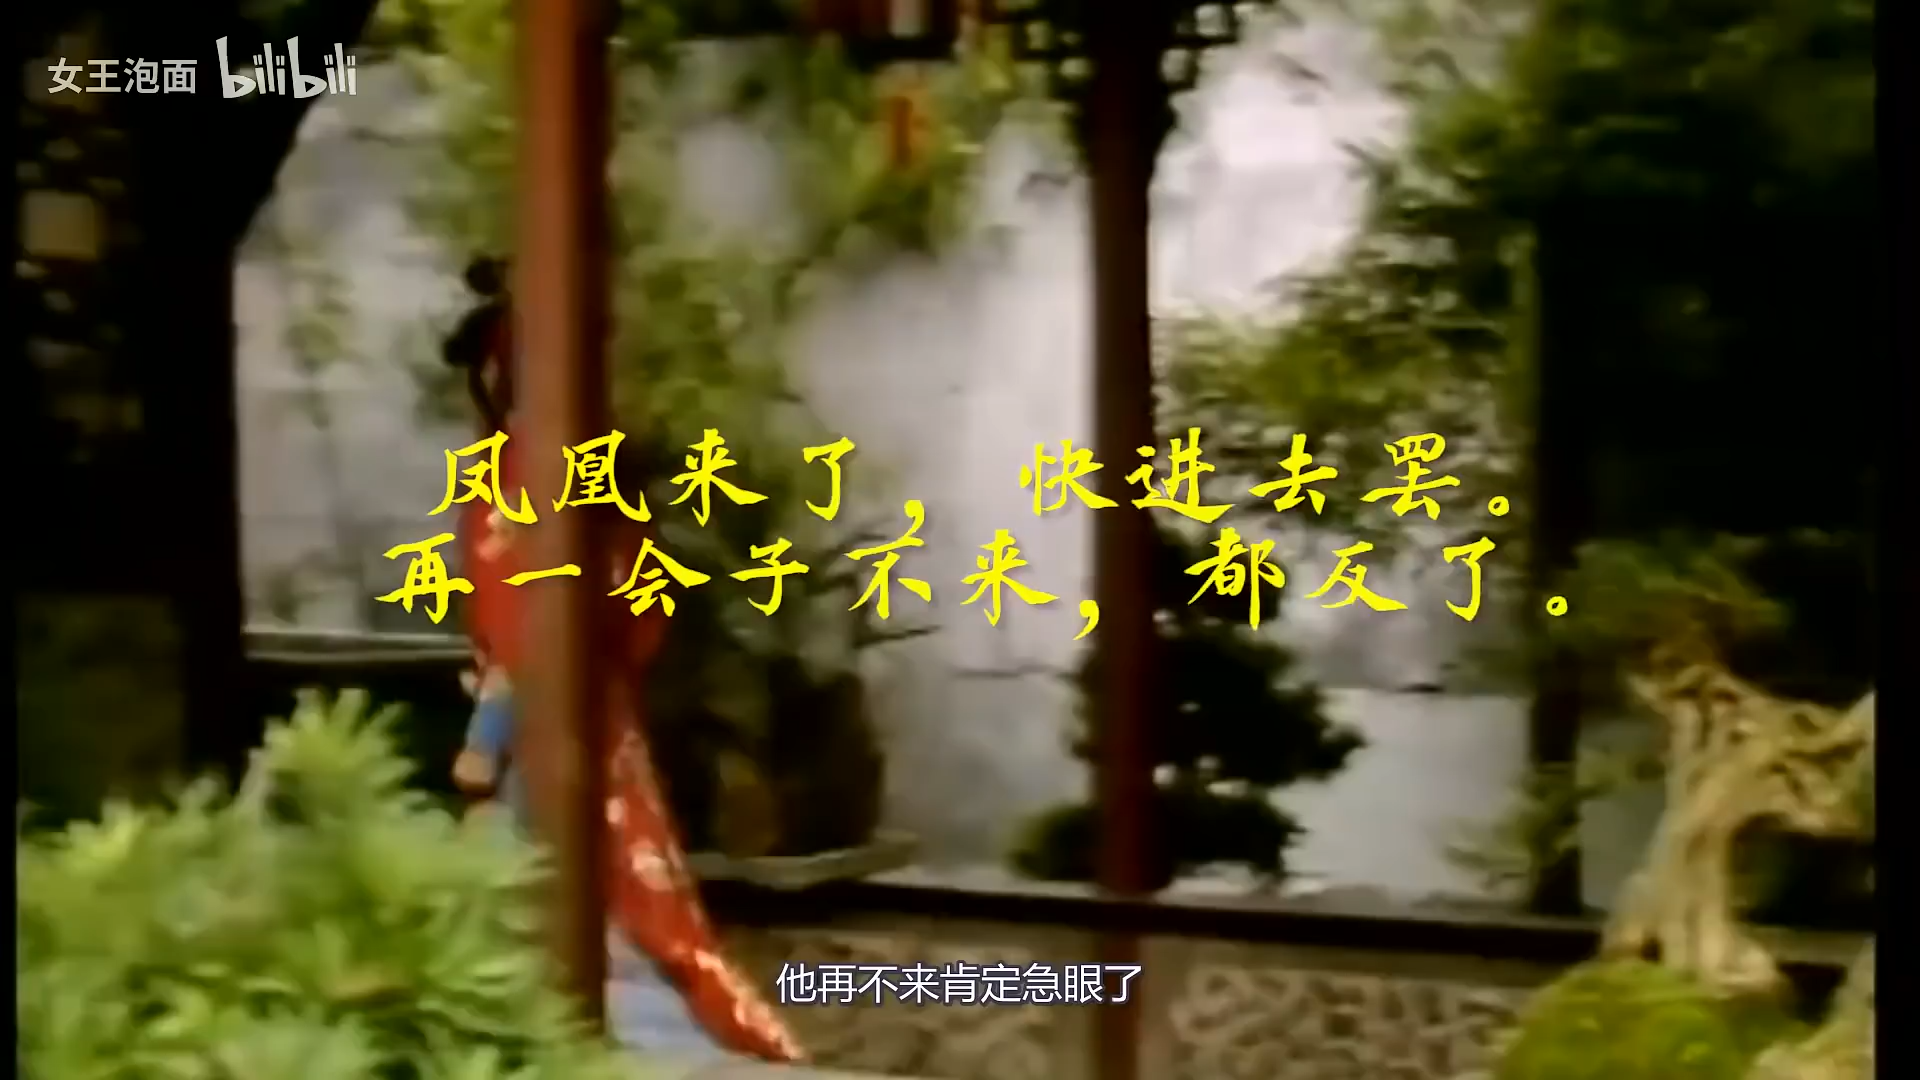 女王泡面 bilibili
凤凰来了，快进去罢。
再一会子不来，都反了。
他再不来肯定急眼了